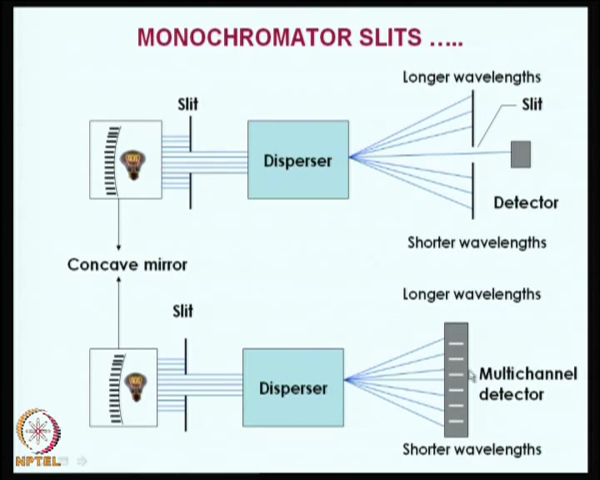 MONOCHROMATOR SLITS …..
Longer wavelengths
Slit
Slit
Disperser
Detector
Shorter wavelengths
Concave mirror
Longer wavelengths
Slit
Disperser
Multichannel
detector
Shorter wavelengths
NPTEL